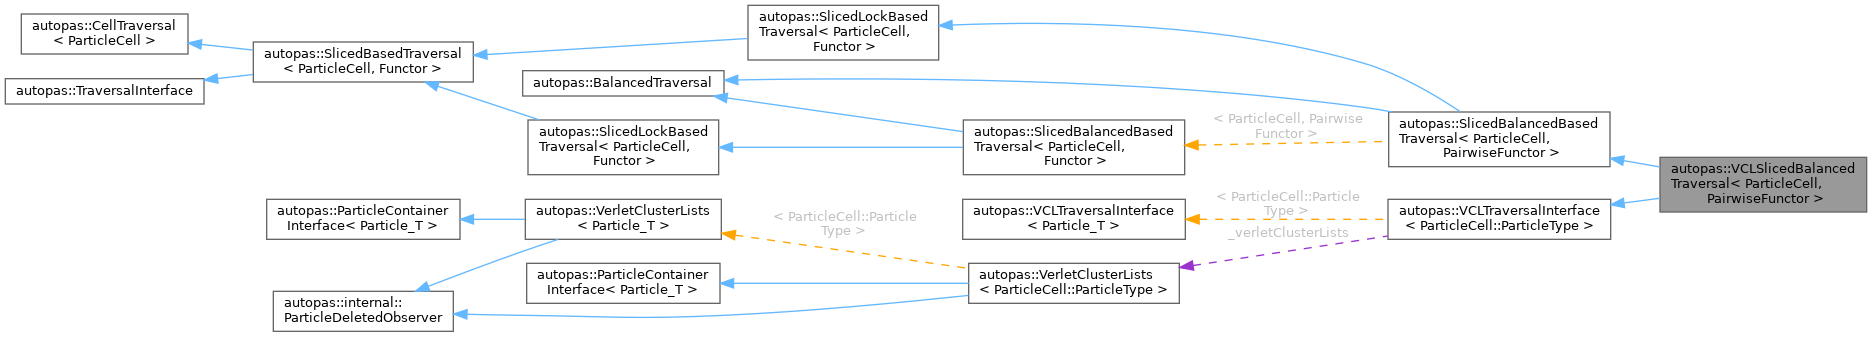 autopas::CellTraversal
< ParticleCell >
autopas::TraversalInterface
autopas::SlicedBasedTraversal
< ParticleCell, Functor >
autopas::SlicedLockBased
Traversal< ParticleCell,
Functor >
autopas::BalancedTraversal
autopas::SlicedLockBased
Traversal< ParticleCell,
Functor >
autopas::SlicedBalancedBased
Traversal< ParticleCell,
Functor >
< ParticleCell, Pairwise
Functor >
autopas::SlicedBalancedBased
Traversal< ParticleCell,
PairwiseFunctor >
autopas::VCLSlicedBalanced
Traversal< ParticleCell,
PairwiseFunctor >
autopas::ParticleContainer
Interface< Particle_T >
autopas::VerletClusterLists
< Particle_T >
< ParticleCell::Particle
Type >
autopas::VCLTraversalInterface
< Particle_T >
< ParticleCell::Particle
Type >
_verletClusterLists
autopas::VCLTraversalInterface
< ParticleCell::ParticleType >
autopas::ParticleContainer
Interface< Particle_T >
autopas::VerletClusterLists
< ParticleCell::ParticleType >
autopas::internal::
ParticleDeletedObserver